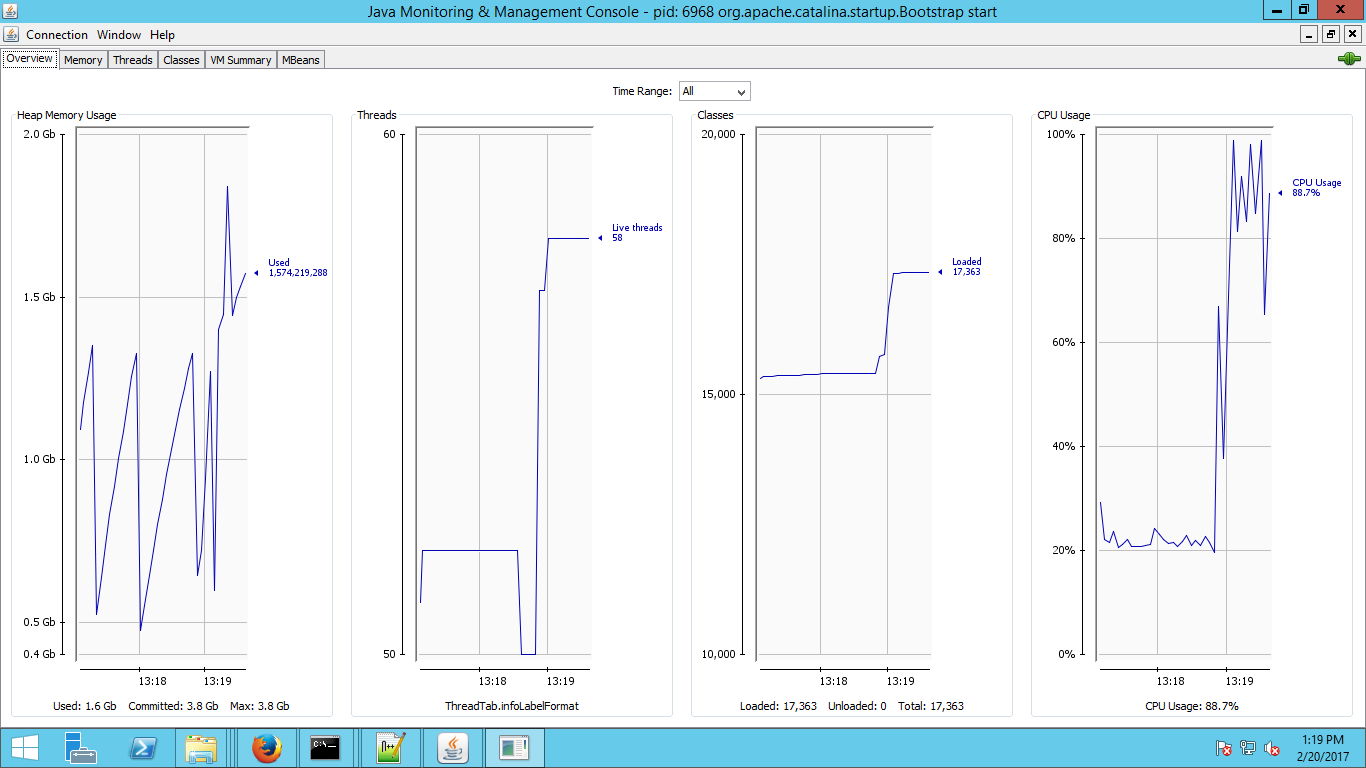 Java Monitoring & Management Console - pid: 6968 org.apache.catalina.startup.Bootstrap start
Connection Window Help
Overview Memory Threads Classes VM Summary MBeans
Time Range: All
Heap Memory Usage
2.0 Gb
1.5 Gb
1.0 Gb
0.5 Gb
0.4 Gb
Used
1,574,219,288
13:18 13:19
Used: 1.6 Gb Committed: 3.8 Gb Max: 3.8 Gb
Threads
60
50
Live threads
58
13:18 13:19
ThreadTab.infoLabelFormat
Classes
20,000
15,000
10,000
Loaded
17,363
13:18 13:19
Loaded: 17,363 Unloaded: 0 Total: 17,363
CPU Usage
100%
80%
60%
40%
20%
0%
CPU Usage
88.7%
13:18 13:19
CPU Usage: 88.7%
1:19 PM
2/20/2017